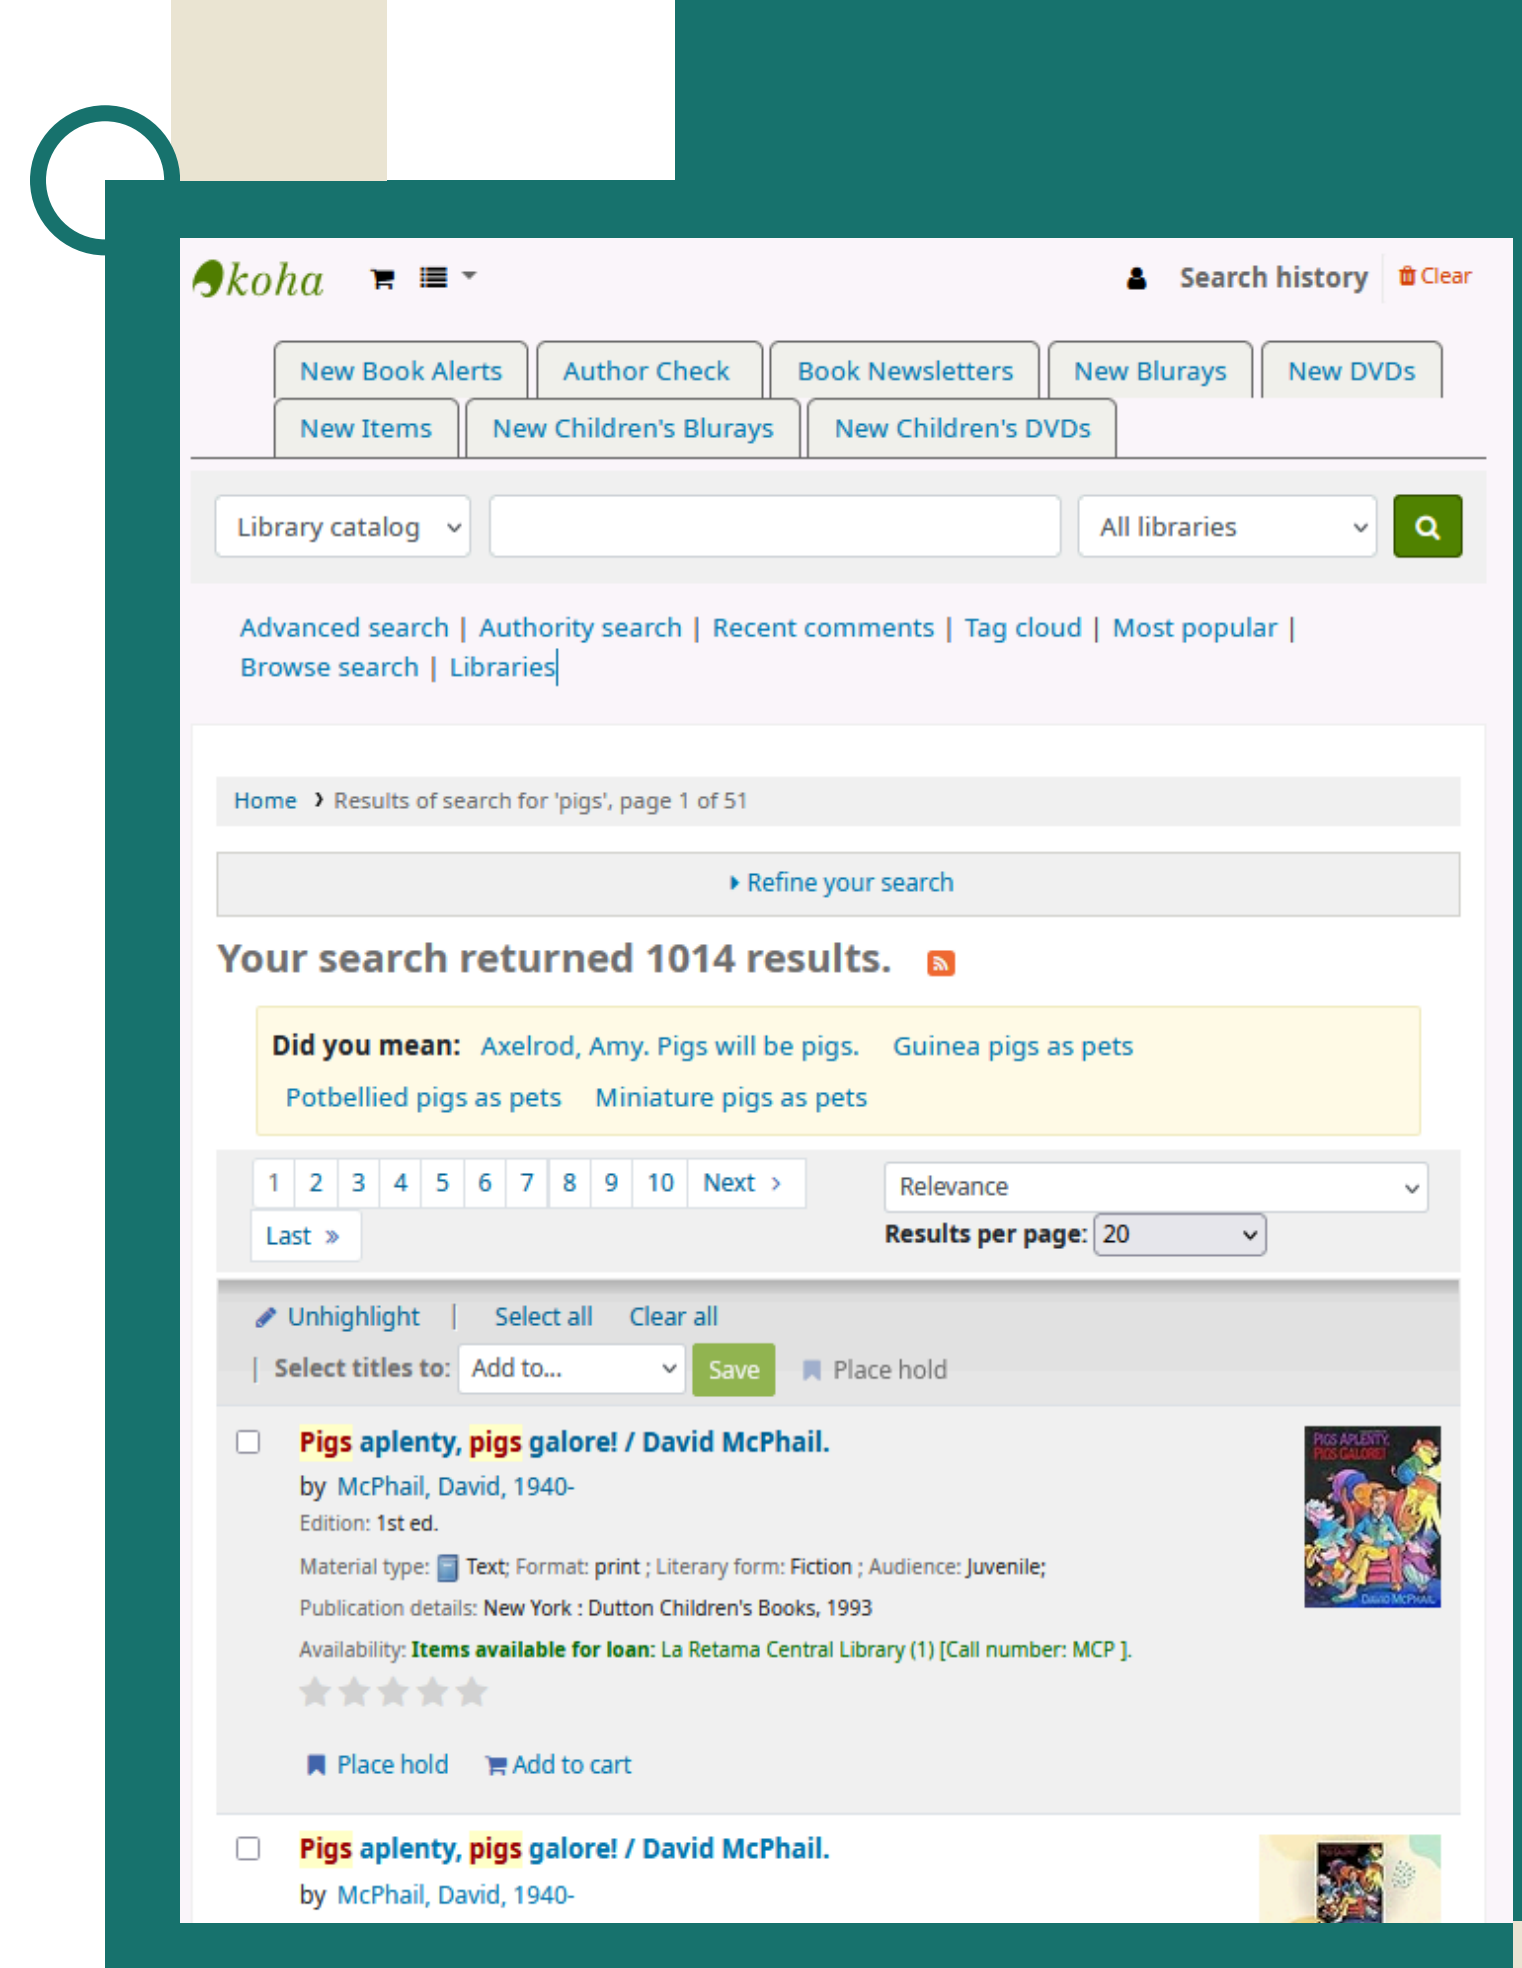 koha
Search history Clear
New Book Alerts Author Check Book Newsletters New Blurays New DVDs
New Items New Children's Blurays New Children's DVDs
Library catalog All libraries
Advanced search | Authority search | Recent comments | Tag cloud | Most popular |
Browse search | Libraries
Home › Results of search for 'pigs', page 1 of 51
Refine your search
Your search returned 1014 results.
Did you mean: Axelrod, Amy. Pigs will be pigs. Guinea pigs as pets
Potbellied pigs as pets Miniature pigs as pets
1 2 3 4 5 6 7 8 9 10 Next ›
Last »
Relevance
Results per page: 20
Unhighlight | Select all Clear all
| Select titles to: Add to... Save Place hold
Pigs aplenty, pigs galore! / David McPhail.
by McPhail, David, 1940-
Edition: 1st ed.
Material type: Text; Format: print ; Literary form: Fiction ; Audience: Juvenile;
Publication details: New York : Dutton Children's Books, 1993
Availability: Items available for loan: La Retama Central Library (1) [Call number: MCP ].
Place hold Add to cart
PIGS APLENTY,
PIGS GALORE!
DAVID MCPHAIL
Pigs aplenty, pigs galore! / David McPhail.
by McPhail, David, 1940-